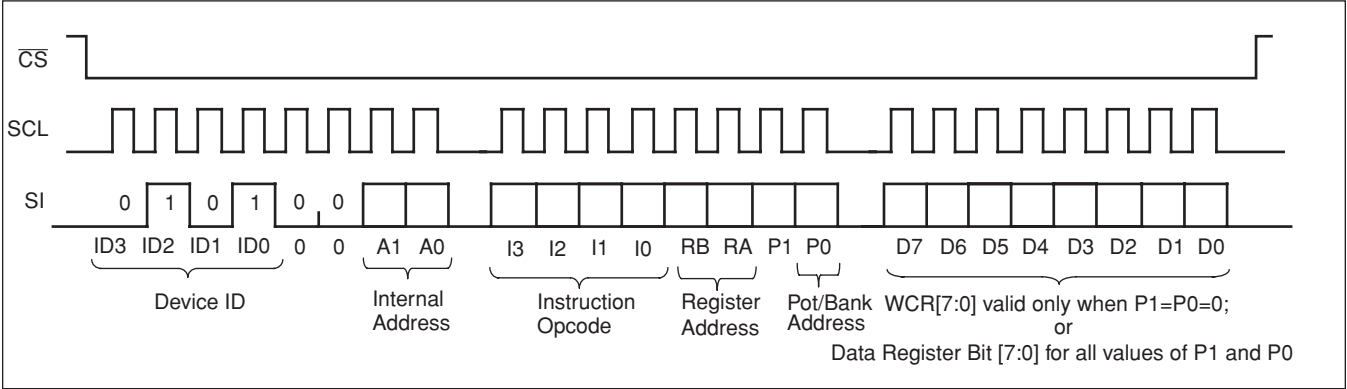 CS
SCL
SI 0 1 0 1 0 0
ID3 ID2 ID1 ID0 0 0 A1 A0 I3 I2 I1 I0 RB RA P1 P0 D7 D6 D5 D4 D3 D2 D1 D0
Device ID
Internal
Address
Instruction
Opcode
Register
Address
Pot/Bank
Address
WCR[7:0] valid only when P1=P0=0;
or
Data Register Bit [7:0] for all values of P1 and P0